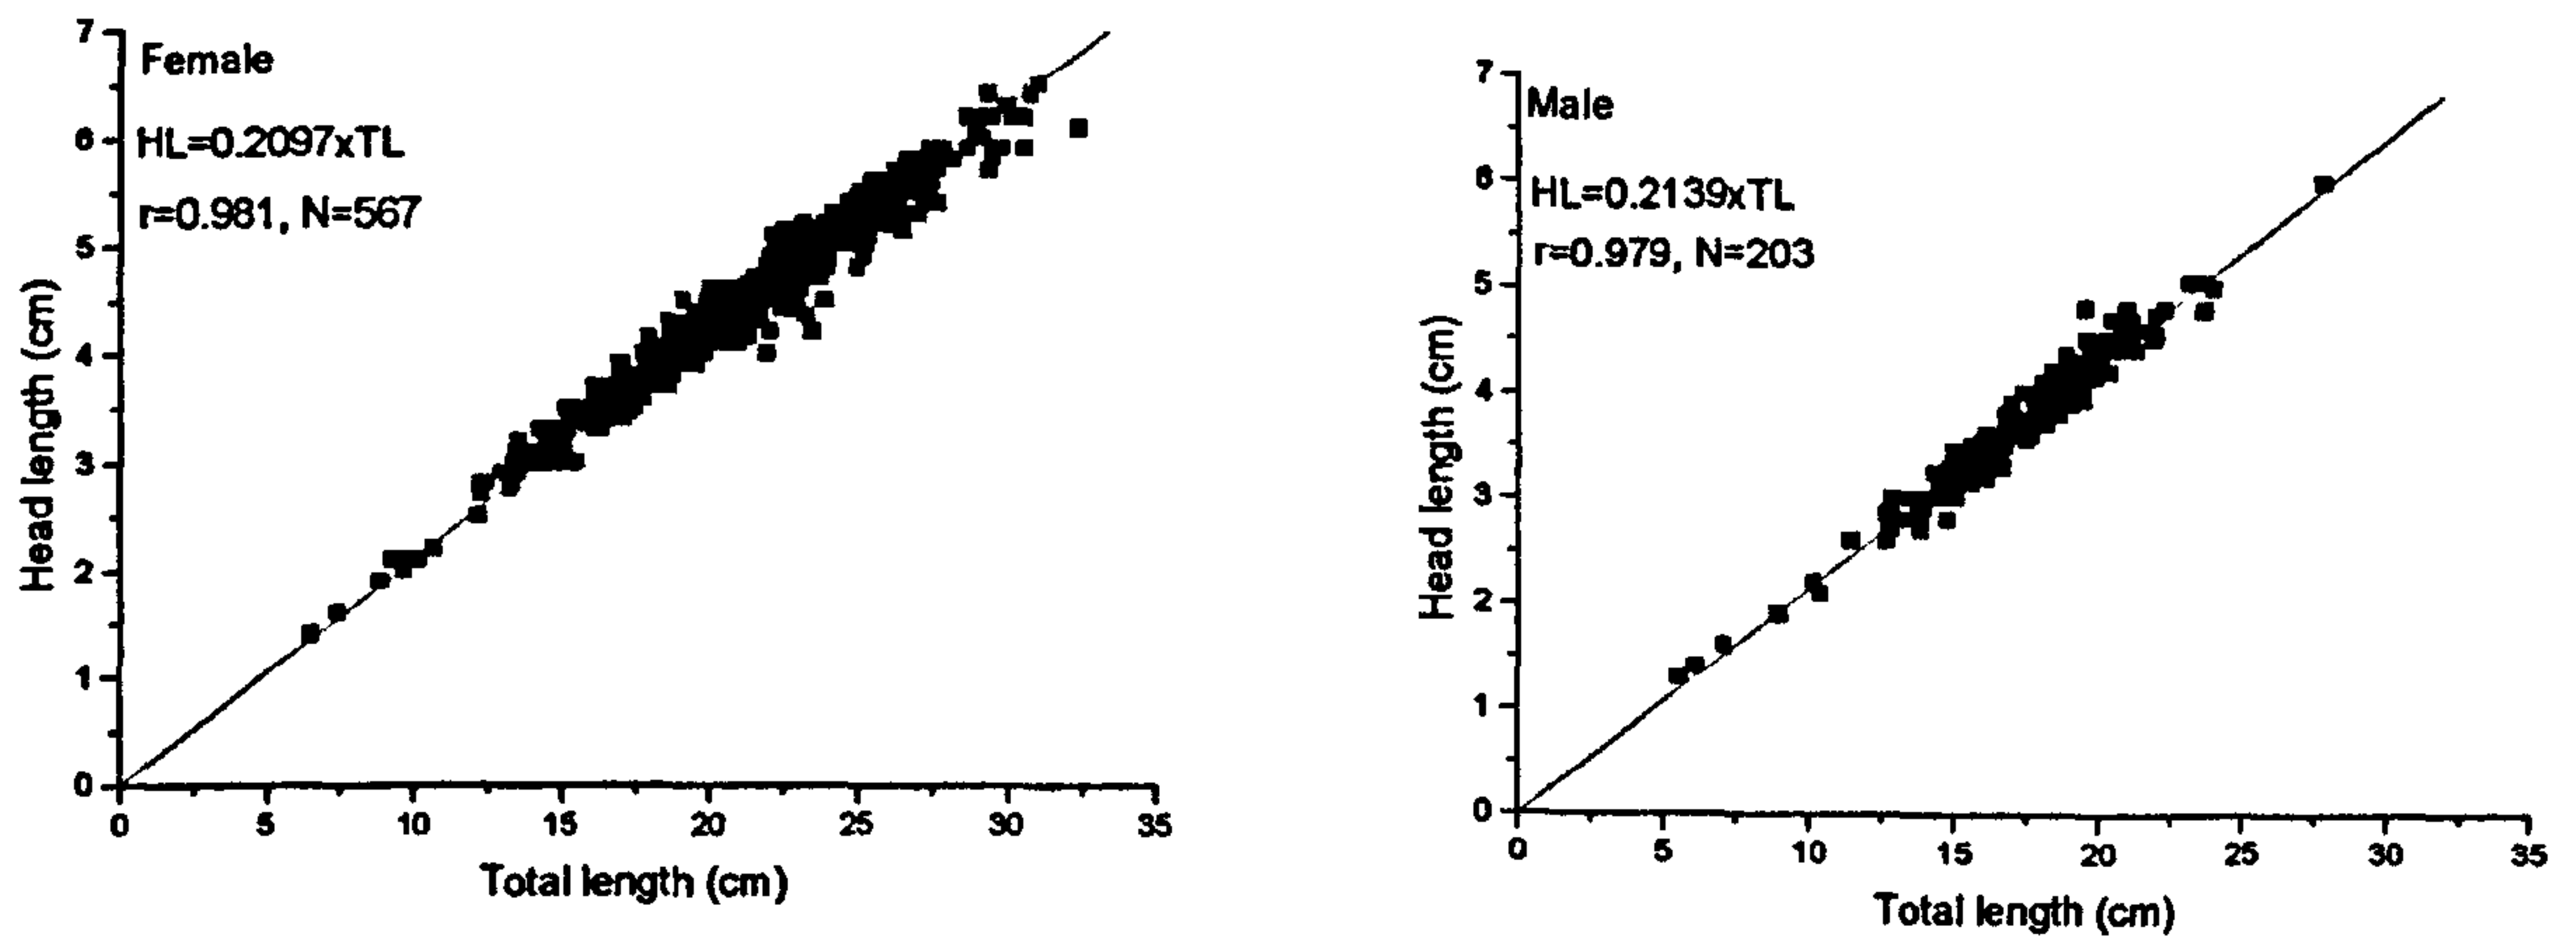 Female
HL=0.2097xTL
r=0.981, N=567
7
6
5
4
3
2
1
0
Head length (cm)
0 5 10 15 20 25 30 35
Total length (cm)
Male
HL=0.2139xTL
r=0.979, N=203
7
6
5
4
3
2
1
0
Head length (cm)
0 5 10 15 20 25 30 35
Total length (cm)